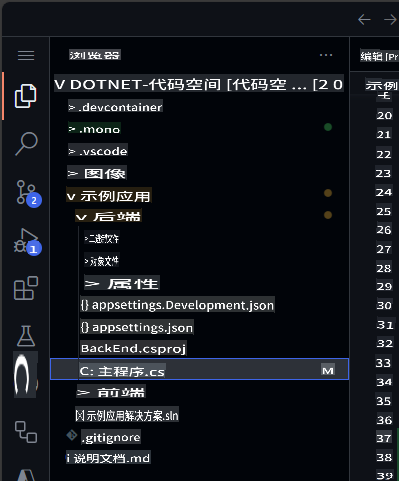 浏览器 ...
编辑 [Pr
V DOTNET-代码空间 [代码空 ... [2 0
示例
> .devcontainer
> .mono
> .vscode
> 图像
v 示例应用
v 后端
>二进制文件
> 对象文件
> 属性
{} appsettings.Development.json
{} appsettings.json
BackEnd.csproj
C: 主程序.cs M
> 前端
示例应用解决方案.sln
.gitignore
i 说明文档.md
2
1
20
21
22
23
24
25
26
27
28
29
30
31
32
33
34
35
36
37
38
39